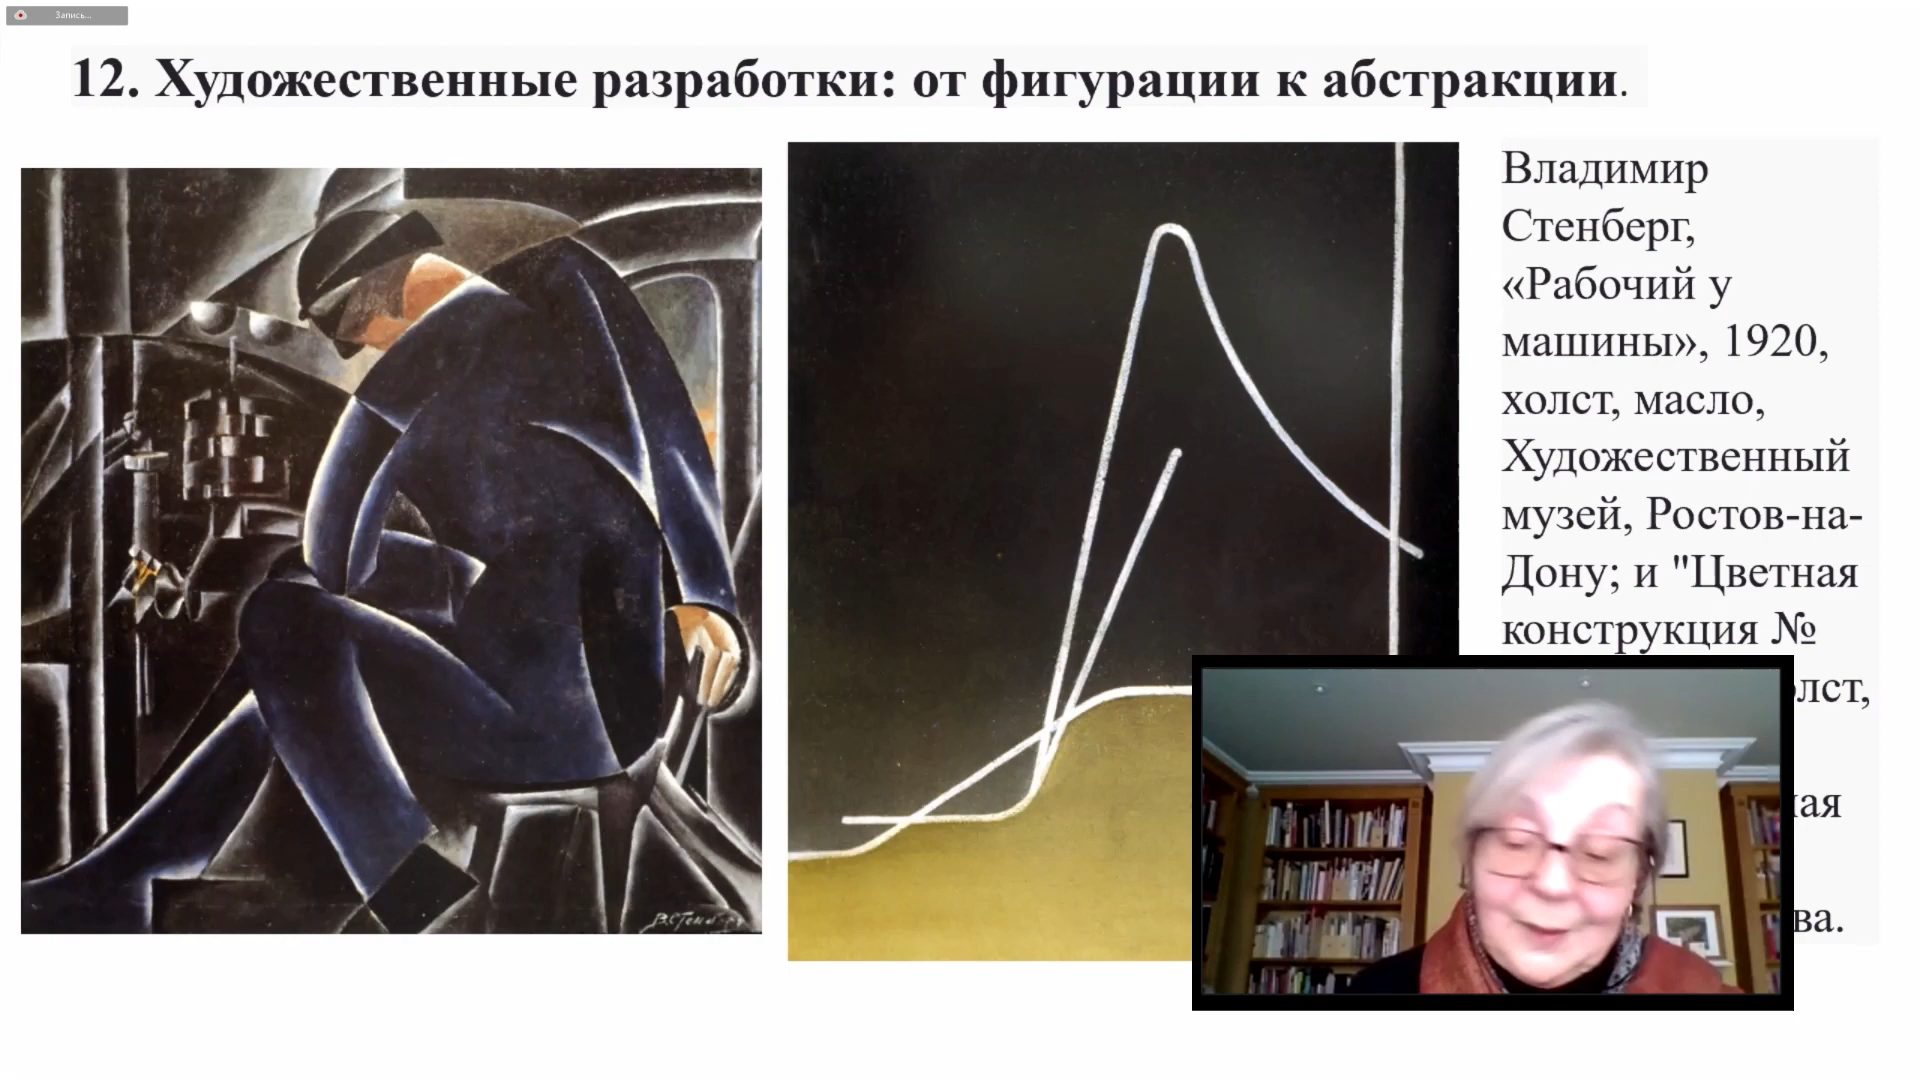 Запись...
12. Художественные разработки: от фигурации к абстракции.
Владимир
Стенберг,
«Рабочий у
машины», 1920,
холст, масло,
Художественный
музей, Ростов-на-
Дону; и "Цветная
конструкция №